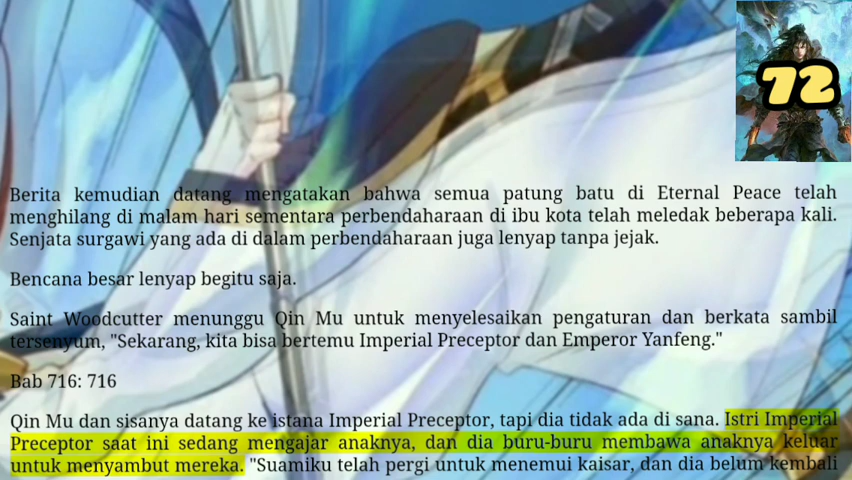 72
Berita kemudian datang mengatakan bahwa semua patung batu di Eternal Peace telah
menghilang di malam hari sementara perbendaharaan di ibu kota telah meledak beberapa kali.
Senjata surgawi yang ada di dalam perbendaharaan juga lenyap tanpa jejak.
Bencana besar lenyap begitu saja.
Saint Woodcutter menunggu Qin Mu untuk menyelesaikan pengaturan dan berkata sambil
tersenyum, "Sekarang, kita bisa bertemu Imperial Preceptor dan Emperor Yanfeng."
Bab 716: 716
Qin Mu dan sisanya datang ke istana Imperial Preceptor, tapi dia tidak ada di sana. Istri Imperial
Preceptor saat ini sedang mengajar anaknya, dan dia buru-buru membawa anaknya keluar
untuk menyambut mereka. "Suamiku telah pergi untuk menemui kaisar, dan dia belum kembali